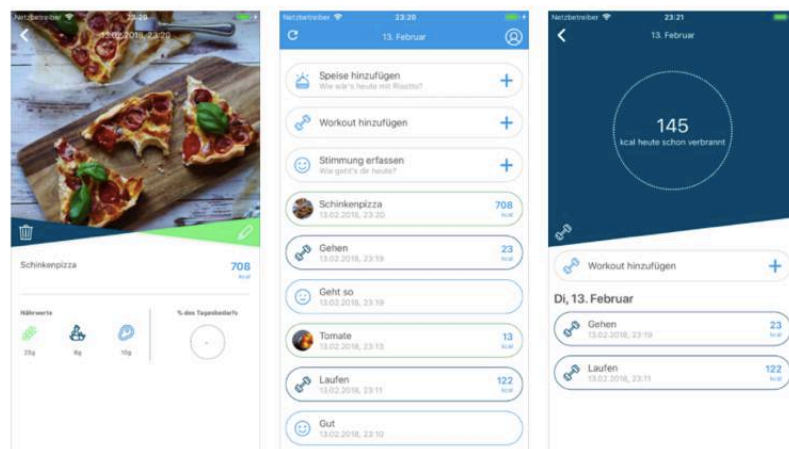 Netzbetreiber 23:20
13.02.2018, 23:20
Schinkenpizza
708
kcal
Nährwerte
% des Tagesbedarfs
-
Netzbetreiber 23:20
13. Februar
Speise hinzufügen
Wie wär's heute mit Risotto?
Workout hinzufügen
Stimmung erfassen
Wie geht's dir heute?
Schinkenpizza
13.02.2018, 23:20
708
kcal
Gehen
13.02.2018, 23:19
23
kcal
Geht so
13.02.2018, 23:19
Tomate
13.02.2018, 23:13
13
kcal
Laufen
13.02.2018, 23:11
122
kcal
Gut
13.02.2018, 23:10
Netzbetreiber 23:21
13. Februar
145
kcal heute schon verbrannt
Workout hinzufügen
Di, 13. Februar
Gehen
13.02.2018, 23:19
23
kcal
Laufen
13.02.2018, 23:11
122
kcal